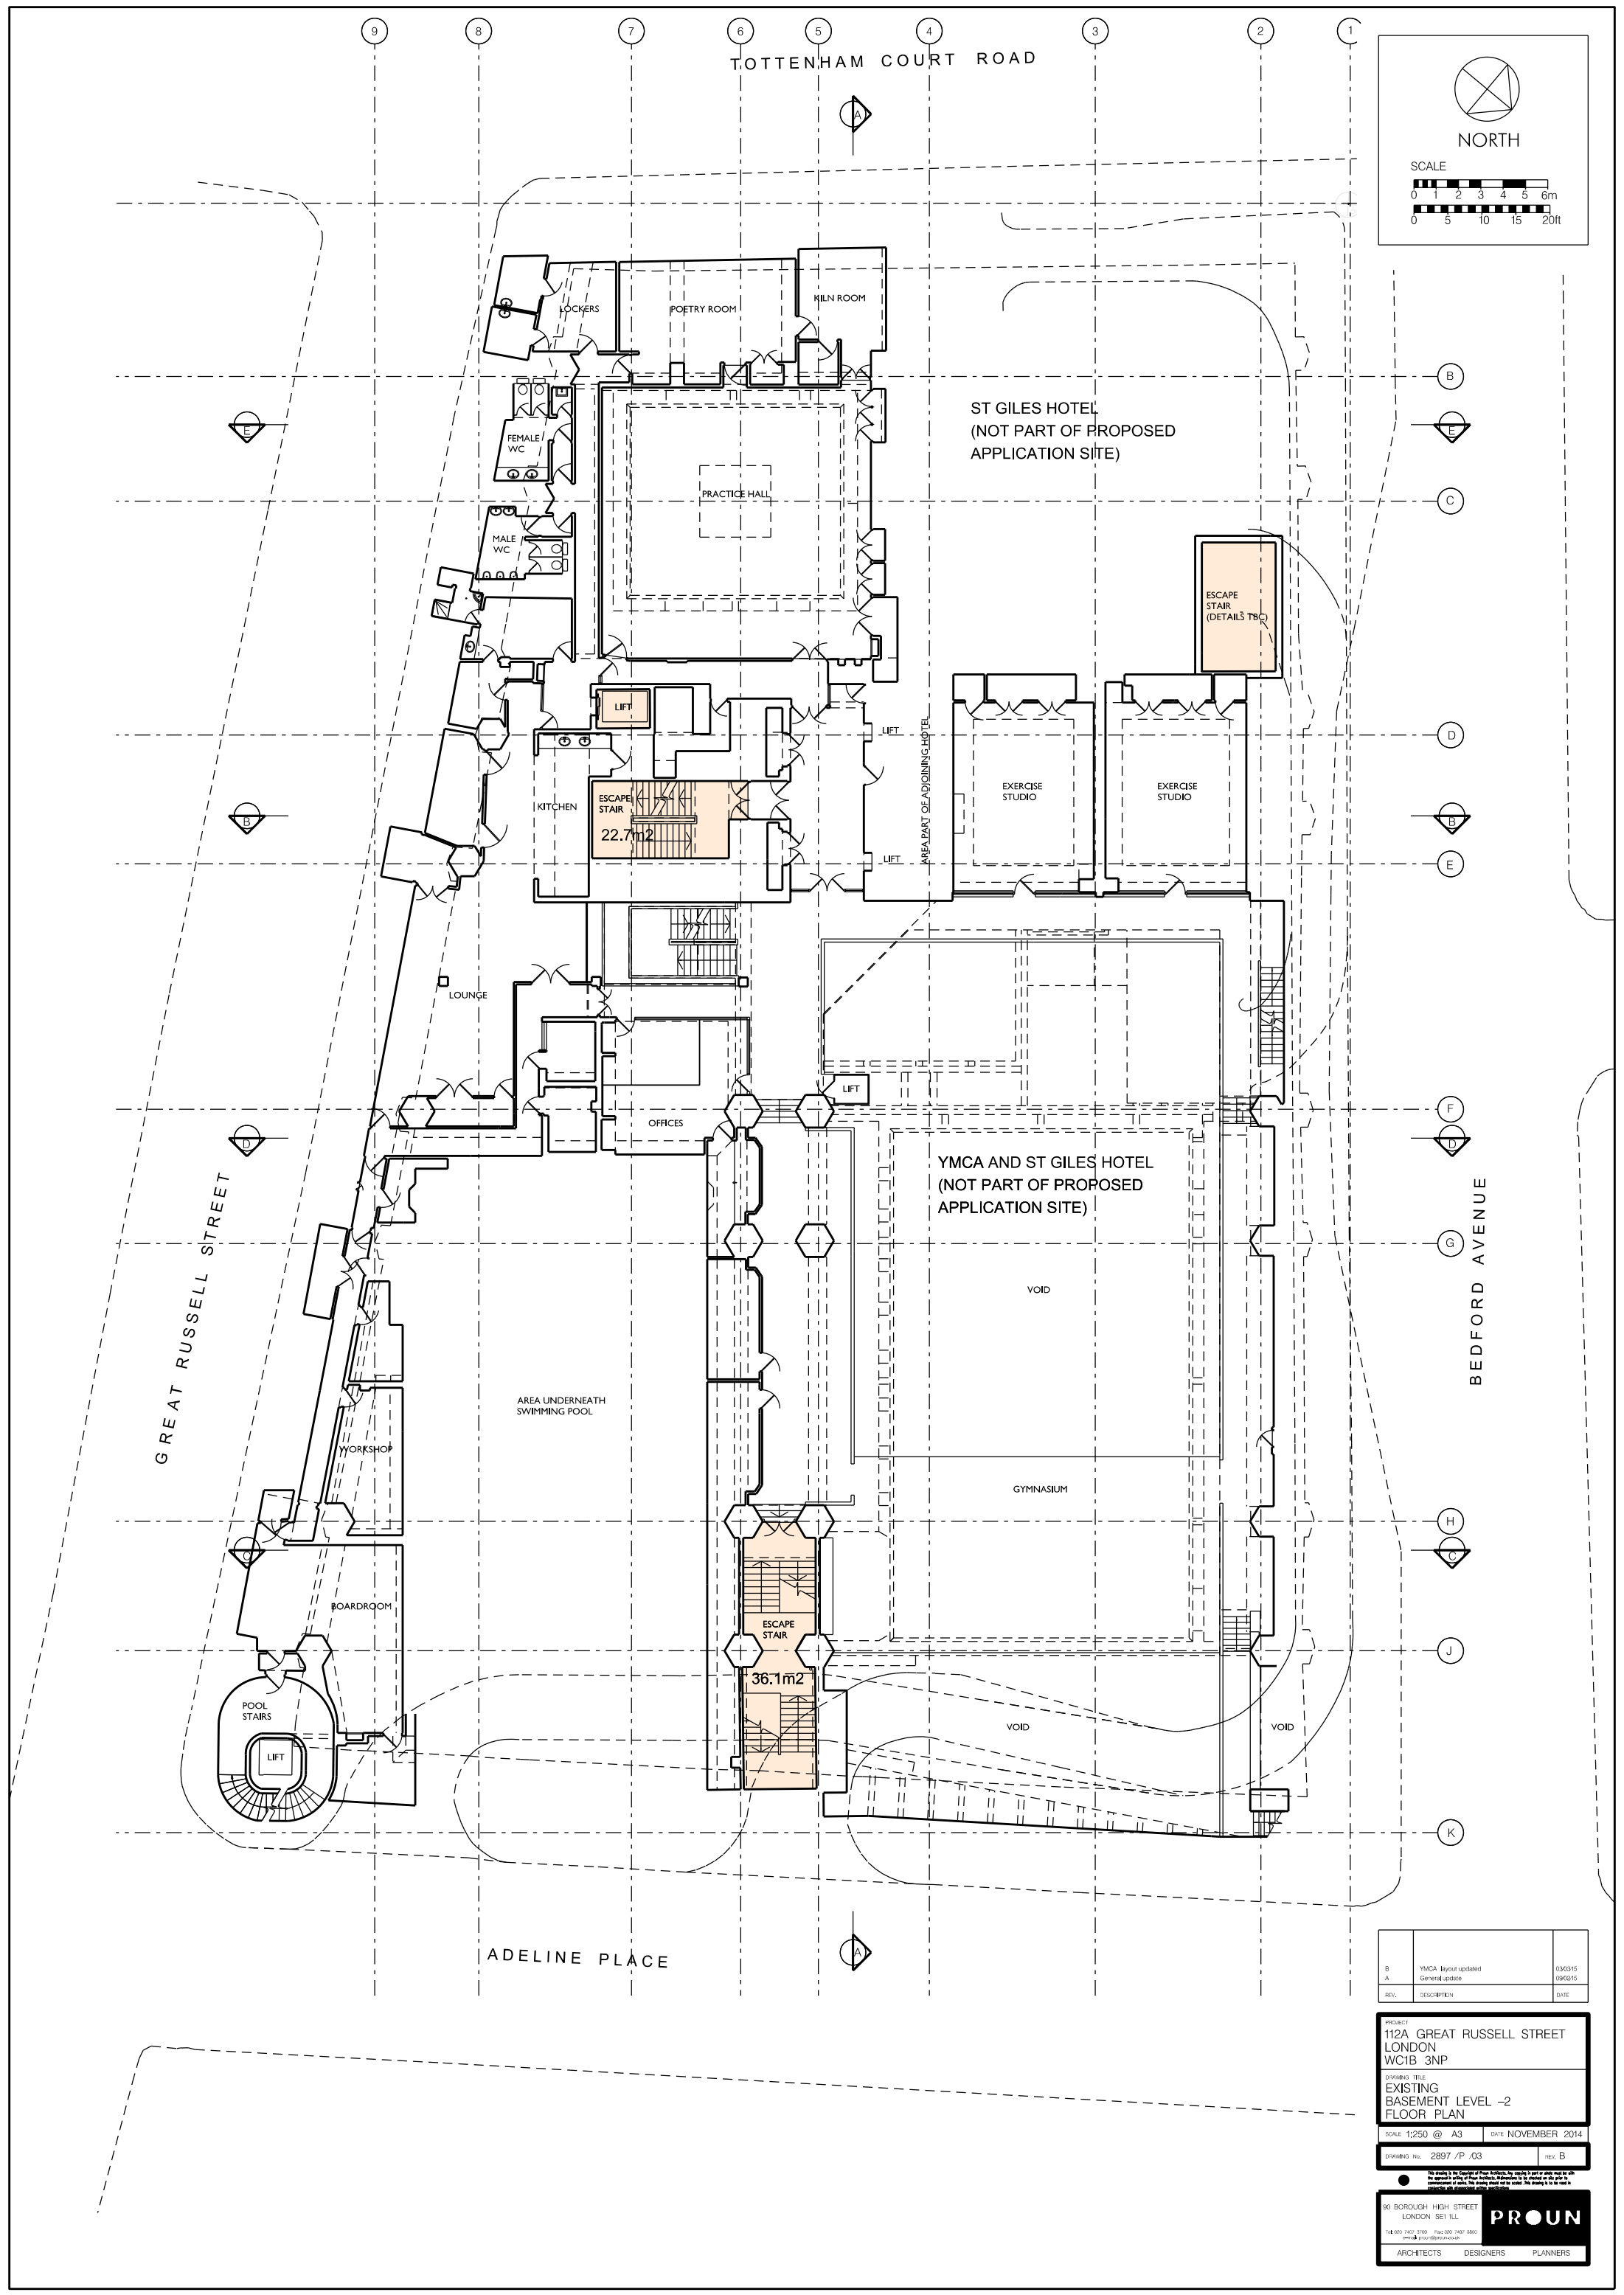 9 8 7 6 5 4 3 2 1
TOTTENHAM COURT ROAD
A
NORTH
SCALE
0 1 2 3 4 5 6m
0 5 10 15 20ft
LOCKERS
POETRY ROOM
KILN ROOM
B
ST GILES HOTEL
(NOT PART OF PROPOSED
APPLICATION SITE)
E
E
FEMALE
WC
PRACTICE HALL
C
MALE
WC
ESCAPE
STAIR
(DETAILS TBC)
LIFT
LIFT
D
AREA PART OF ADJOINING HOTEL
EXERCISE
STUDIO
EXERCISE
STUDIO
KITCHEN
ESCAPE
STAIR
22.7m2
B
B
LIFT
E
LOUNGE
LIFT
OFFICES
F
D
D
YMCA AND ST GILES HOTEL
(NOT PART OF PROPOSED
APPLICATION SITE)
GREAT RUSSELL STREET
BEDFORD AVENUE
G
VOID
AREA UNDERNEATH
SWIMMING POOL
WORKSHOP
GYMNASIUM
H
C
C
BOARDROOM
ESCAPE
STAIR
J
36.1m2
POOL
STAIRS
VOID
VOID
LIFT
K
ADELINE PLACE
A
B YMCA layout updated 03/03/15
A General update 09/02/15
REV. DESCRIPTION DATE
PROJECT
112A GREAT RUSSELL STREET
LONDON
WC1B 3NP
DRAWING TITLE
EXISTING
BASEMENT LEVEL -2
FLOOR PLAN
SCALE 1:250 @ A3 DATE NOVEMBER 2014
DRAWING No. 2897 /P /03 REV. B
90 BOROUGH HIGH STREET
LONDON SE1 1LL
PROUN
ARCHITECTS DESIGNERS PLANNERS